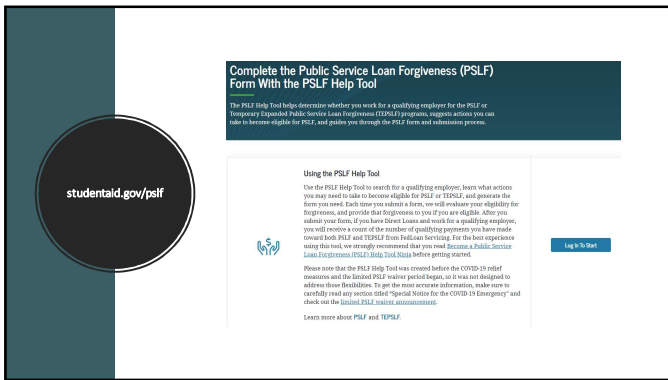 studentaid.gov/pslf
Complete the Public Service Loan Forgiveness (PSLF)
Form With the PSLF Help Tool
The PSLF Help Tool helps determine whether you work for a qualifying employer for the PSLF or
Temporary Expanded Public Service Loan Forgiveness (TEPSLF) programs, suggests actions you can
take to become eligible for PSLF, and guides you through the PSLF form and submission process.
Using the PSLF Help Tool
Use the PSLF Help Tool to search for a qualifying employer, learn what actions
you may need to take to become eligible for PSLF or TEPSLF, and generate the
form you need. Each time you submit a form, we will evaluate your eligibility for
forgiveness, and provide that forgiveness to you if you are eligible. After you
submit your form, if you have Direct Loans and work for a qualifying employer,
you will receive a count of the number of qualifying payments you have made
toward both PSLF and TEPSLF from FedLoan Servicing. For the best experience
using this tool, we strongly recommend that you read Become a Public Service
Loan Forgiveness (PSLF) Help Tool Ninja before getting started.
Please note that the PSLF Help Tool was created before the COVID-19 relief
measures and the limited PSLF waiver period began, so it was not designed to
address those flexibilities. To get the most accurate information, make sure to
carefully read any section titled "Special Notice for the COVID-19 Emergency" and
check out the limited PSLF waiver announcement.
Learn more about PSLF and TEPSLF.
Log In To Start